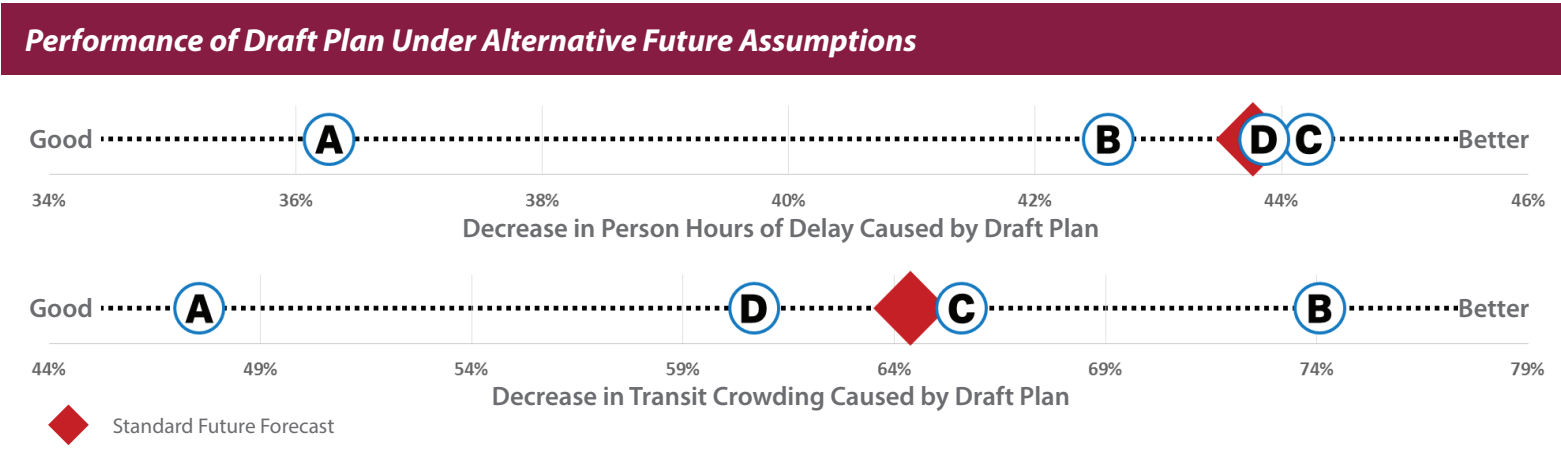 Performance of Draft Plan Under Alternative Future Assumptions
Good A B D C Better
34% 36% 38% 40% 42% 44% 46%
Decrease in Person Hours of Delay Caused by Draft Plan
Good A D C B Better
44% 49% 54% 59% 64% 69% 74% 79%
Decrease in Transit Crowding Caused by Draft Plan
Standard Future Forecast